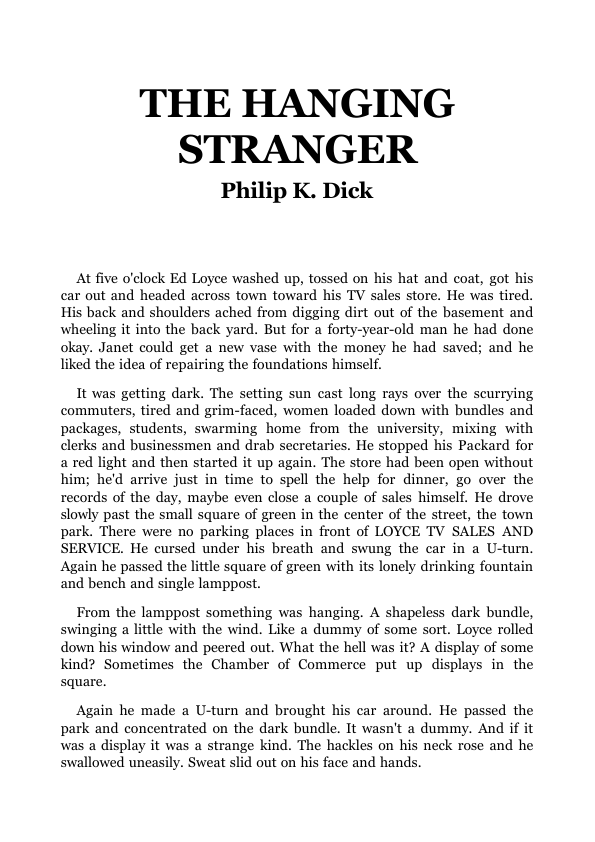 THE HANGING
STRANGER
Philip K. Dick
At five o'clock Ed Loyce washed up, tossed on his hat and coat, got his
car out and headed across town toward his TV sales store. He was tired.
His back and shoulders ached from digging dirt out of the basement and
wheeling it into the back yard. But for a forty-year-old man he had done
okay. Janet could get a new vase with the money he had saved; and he
liked the idea of repairing the foundations himself.
It was getting dark. The setting sun cast long rays over the scurrying
commuters, tired and grim-faced, women loaded down with bundles and
packages, students, swarming home from the university, mixing with
clerks and businessmen and drab secretaries. He stopped his Packard for
a red light and then started it up again. The store had been open without
him; he'd arrive just in time to spell the help for dinner, go over the
records of the day, maybe even close a couple of sales himself. He drove
slowly past the small square of green in the center of the street, the town
park. There were no parking places in front of LOYCE TV SALES AND
SERVICE. He cursed under his breath and swung the car in a U-turn.
Again he passed the little square of green with its lonely drinking fountain
and bench and single lamppost.
From the lamppost something was hanging. A shapeless dark bundle,
swinging a little with the wind. Like a dummy of some sort. Loyce rolled
down his window and peered out. What the hell was it? A display of some
kind? Sometimes the Chamber of Commerce put up displays in the
square.
Again he made a U-turn and brought his car around. He passed the
park and concentrated on the dark bundle. It wasn't a dummy. And if it
was a display it was a strange kind. The hackles on his neck rose and he
swallowed uneasily. Sweat slid out on his face and hands.